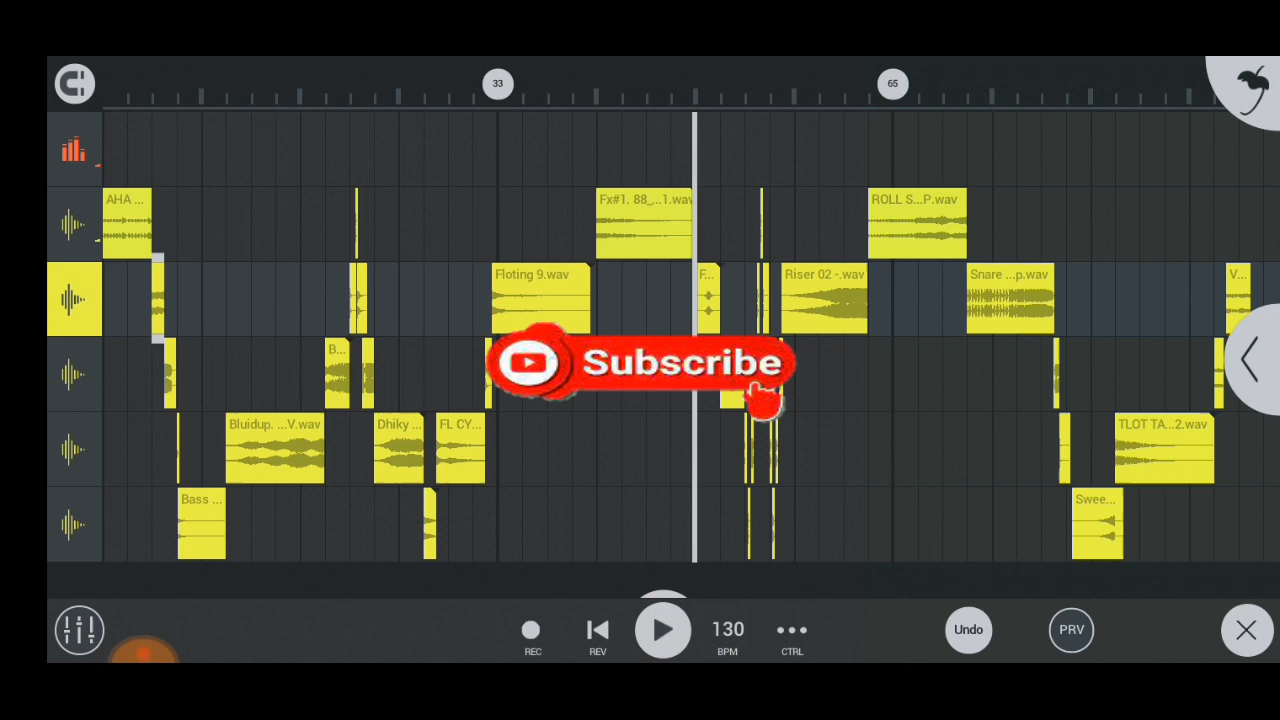 33
65
AHA ...
Fx#1. 88_...1.wav
ROLL S...P.wav
Floting 9.wav
F...
Riser 02 -.wav
Snare ...p.wav
V...
B...
Subscribe
Bluidup. ...V.wav
Dhiky ...
FL CY...
TLOT TA...2.wav
Bass ...
Swee...
130
Undo
PRV
REC
REV
BPM
CTRL